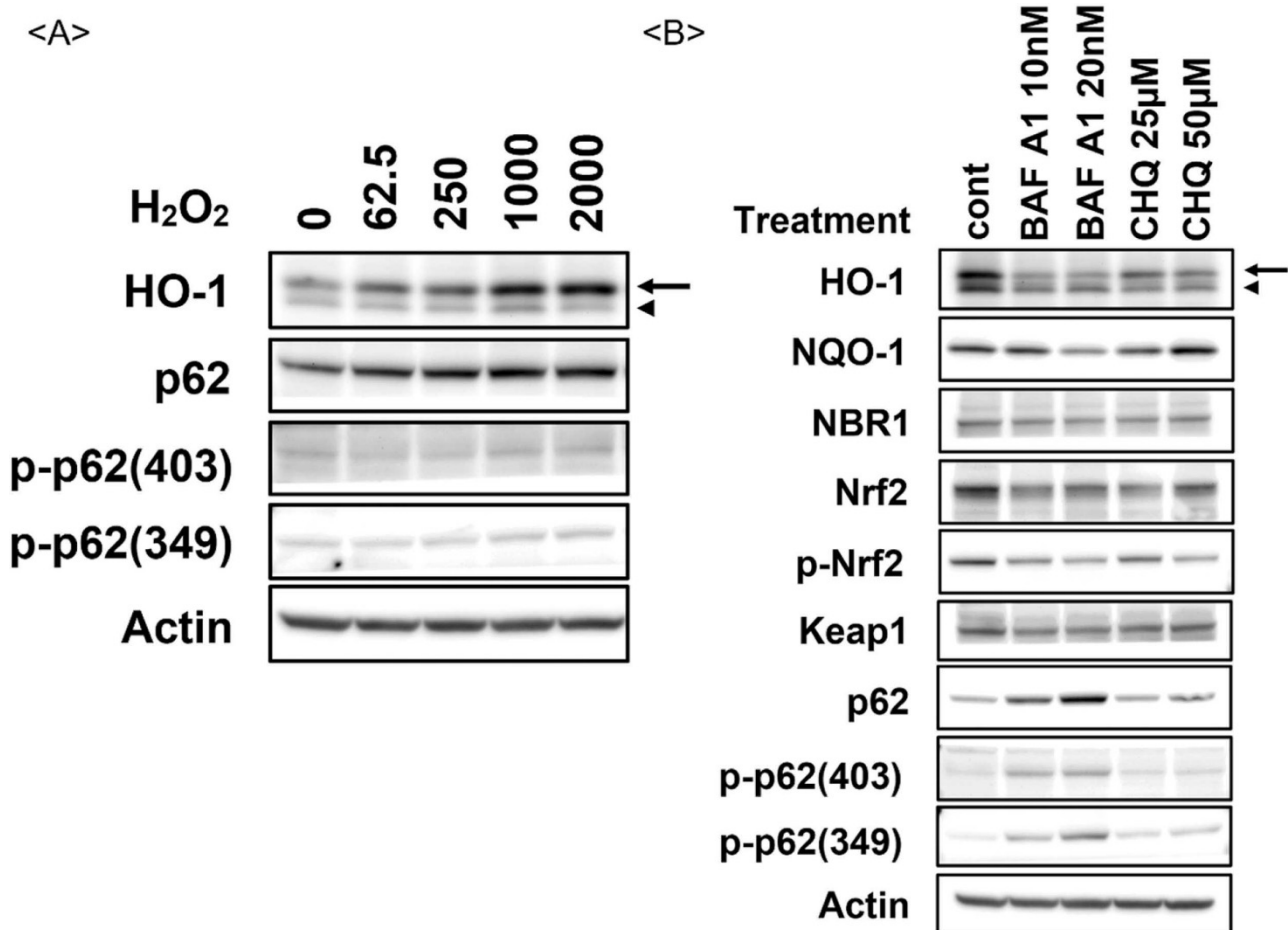 <A>
H₂O₂
0
62.5
250
1000
2000
HO-1
p62
p-p62(403)
p-p62(349)
Actin
<B>
Treatment
cont
BAF A1 10nM
BAF A1 20nM
CHQ 25µM
CHQ 50µM
HO-1
NQO-1
NBR1
Nrf2
p-Nrf2
Keap1
p62
p-p62(403)
p-p62(349)
Actin